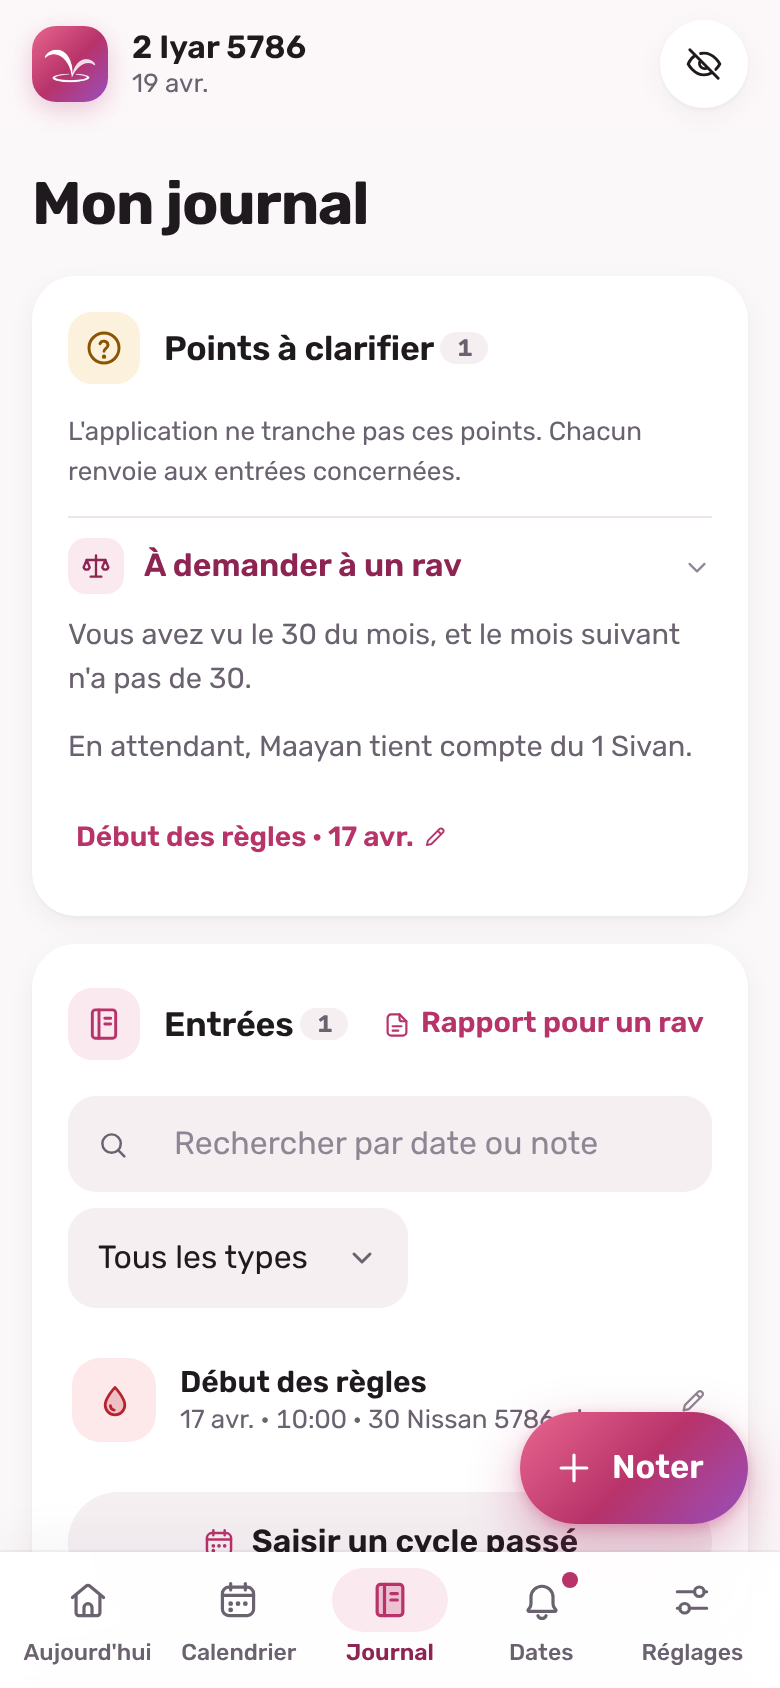 2 Iyar 5786
19 avr.
Mon journal
Points à clarifier 1
L'application ne tranche pas ces points. Chacun
renvoie aux entrées concernées.
À demander à un rav
Vous avez vu le 30 du mois, et le mois suivant
n'a pas de 30.
En attendant, Maayan tient compte du 1 Sivan.
Début des règles • 17 avr.
Entrées 1
Rapport pour un rav
Rechercher par date ou note
Tous les types
Début des règles
17 avr. • 10:00 • 30 Nissan 5786
Noter
Saisir un cycle passé
Aujourd'hui
Calendrier
Journal
Dates
Réglages